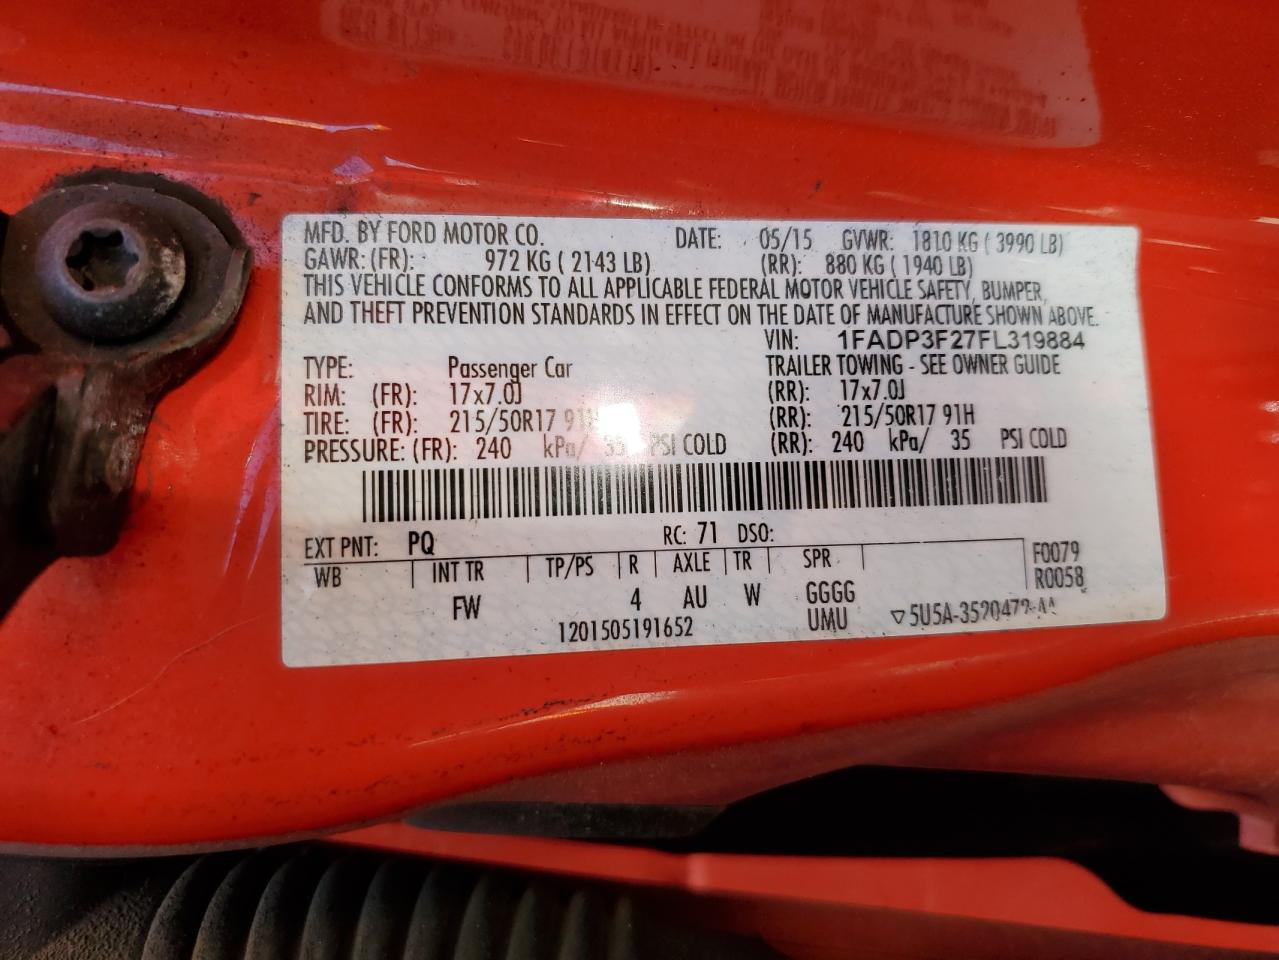 MFD. BY FORD MOTOR CO. DATE: 05/15 GVWR: 1810 KG ( 3990 LB)
GAWR: (FR): 972 KG ( 2143 LB) (RR): 880 KG ( 1940 LB)
THIS VEHICLE CONFORMS TO ALL APPLICABLE FEDERAL MOTOR VEHICLE SAFETY, BUMPER,
AND THEFT PREVENTION STANDARDS IN EFFECT ON THE DATE OF MANUFACTURE SHOWN ABOVE.
VIN: 1FADP3F27FL319884
TYPE: Passenger Car TRAILER TOWING - SEE OWNER GUIDE
RIM: (FR): 17x7.0J (RR): 17x7.0J
TIRE: (FR): 215/50R17 91H (RR): 215/50R17 91H
PRESSURE: (FR): 240 kPa/ 35 PSI COLD (RR): 240 kPa/ 35 PSI COLD
EXT PNT: PQ RC: 71 DSO:
WB INT TR TP/PS R AXLE TR SPR F0079
R0058
FW 4 AU W GGGG
1201505191652 UMU ▽5U5A-3520472-AA